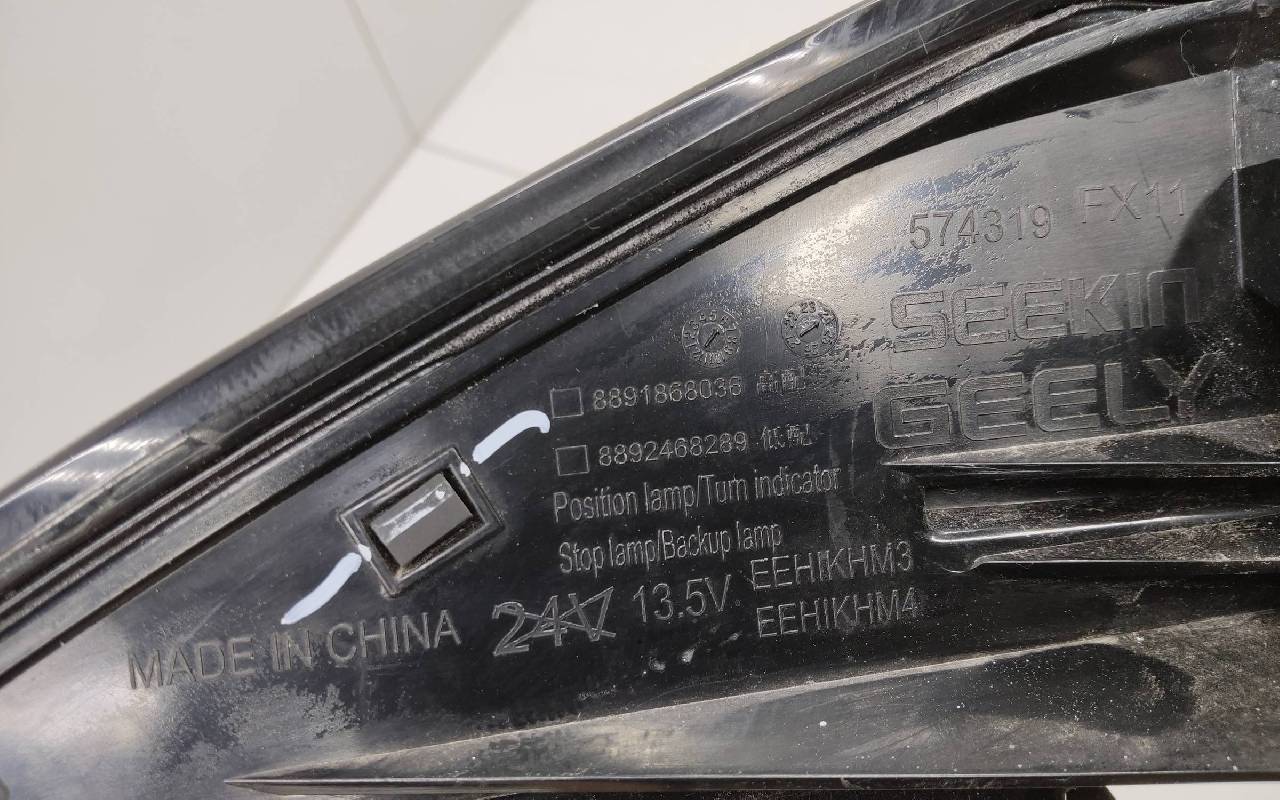 574319 FX11
SEEKIN
GEELY
8891868036 高配
8892468289 低配
Position lamp/Turn indicator
Stop lamp/Backup lamp
MADE IN CHINA 24V 13.5V EEHIKHM3
EEHIKHM4